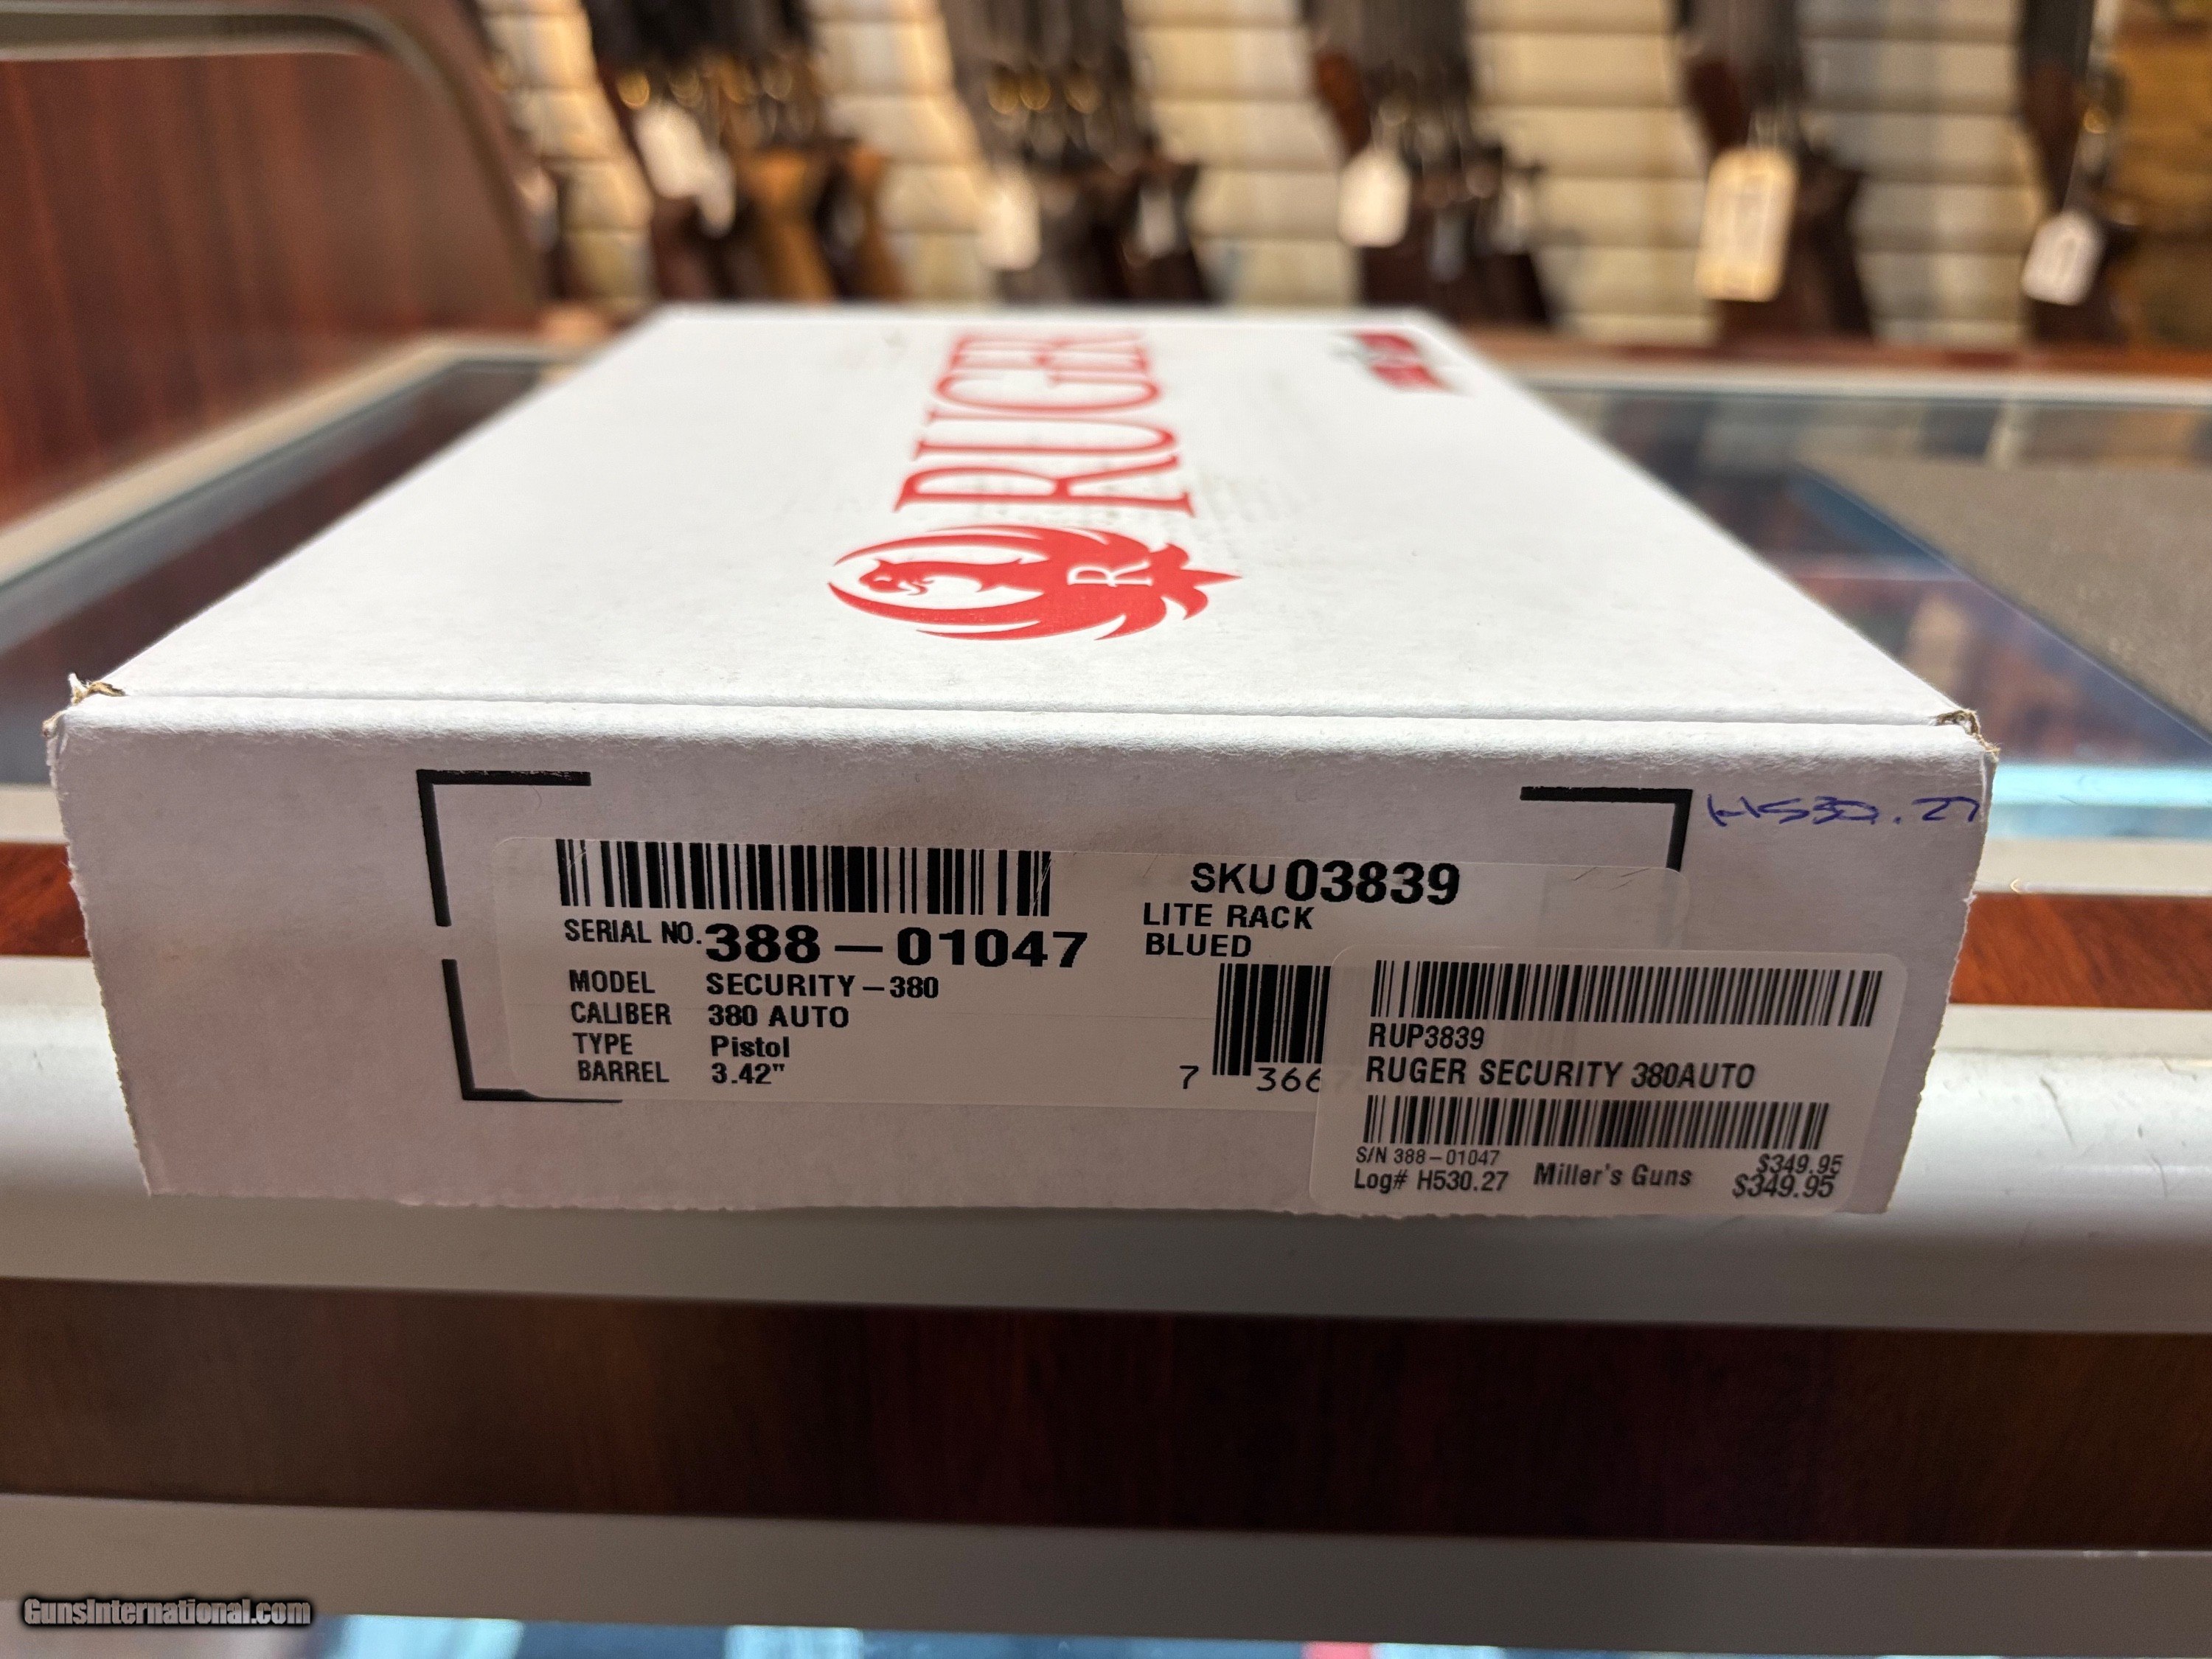 RUGER
R
H530.27
SKU 03839
LITE RACK
BLUED
SERIAL NO. 388-01047
MODEL SECURITY-380
CALIBER 380 AUTO
TYPE Pistol
BARREL 3.42"
7 366
RUP3839
RUGER SECURITY 380AUTO
S/N 388-01047 $349.95
Log# H530.27 Miller's Guns $349.95
GunsInternational.com